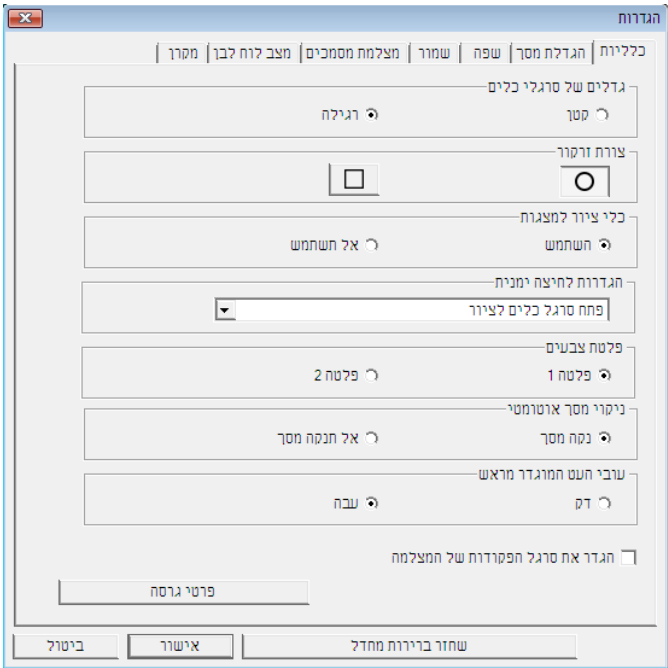 הגדרות
כלליות | הגדלת מסך | שפה | שמור | מצלמת מסמכים | מצב לוח לבן | מקרן
גדלים של סרגלי כלים
קטן רגילה
צורת זרקור
כלי ציור למצגות
השתמש אל תשתמש
הגדרות לחיצה ימנית
פתח סרגל כלים לציור
פלטת צבעים
פלטה 1 פלטה 2
ניקוי מסך אוטומטי
נקה מסך אל תנקה מסך
עובי העט המוגדר מראש
דק עבה
הגדר את סרגל הפקודות של המצלמה
פרטי גרסה
שחזר ברירות מחדל אישור ביטול